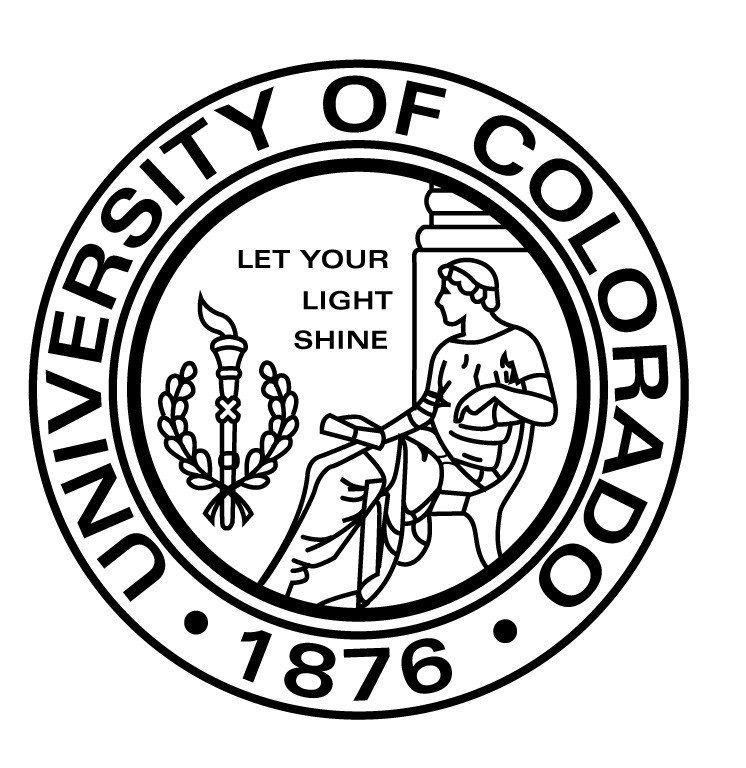 UNIVERSITY OF COLORADO
LET YOUR
LIGHT
SHINE
• 1876 •